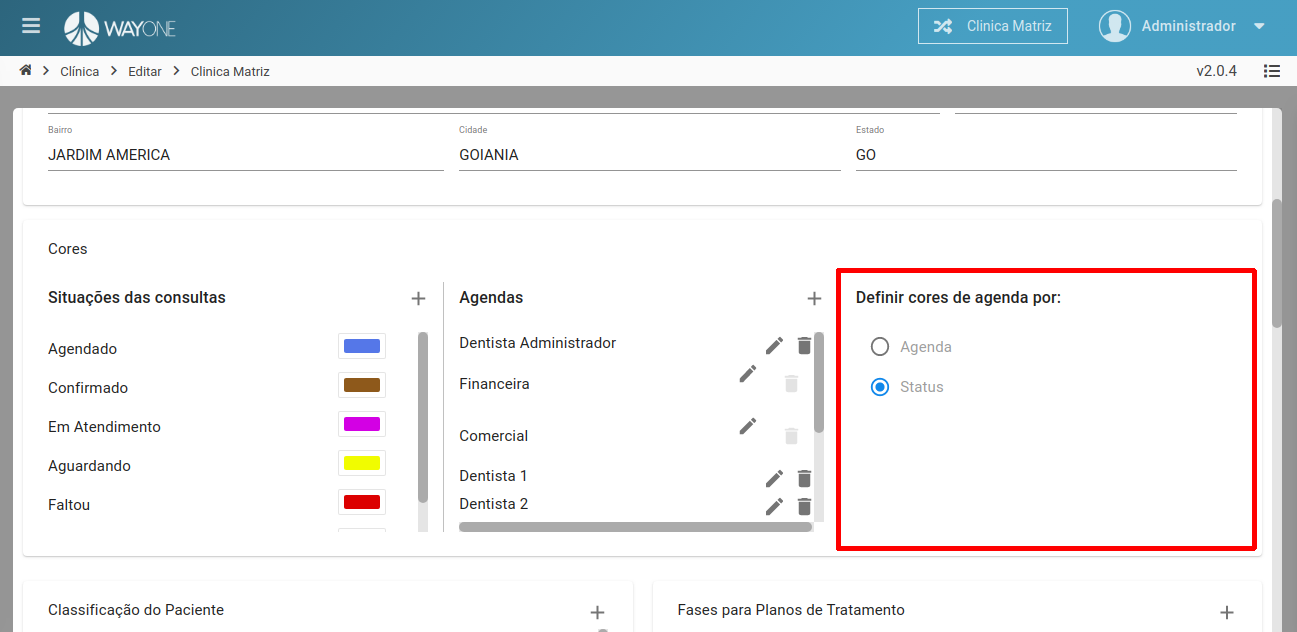 WAYONE
Clinica Matriz
Administrador
Clínica
Editar
Clinica Matriz
v2.0.4
Bairro
Cidade
Estado
JARDIM AMERICA
GOIANIA
GO
Cores
Situações das consultas
Agendado
Confirmado
Em Atendimento
Aguardando
Faltou
Agendas
Dentista Administrador
Financeira
Comercial
Dentista 1
Dentista 2
Definir cores de agenda por:
Agenda
Status
Classificação do Paciente
Fases para Planos de Tratamento